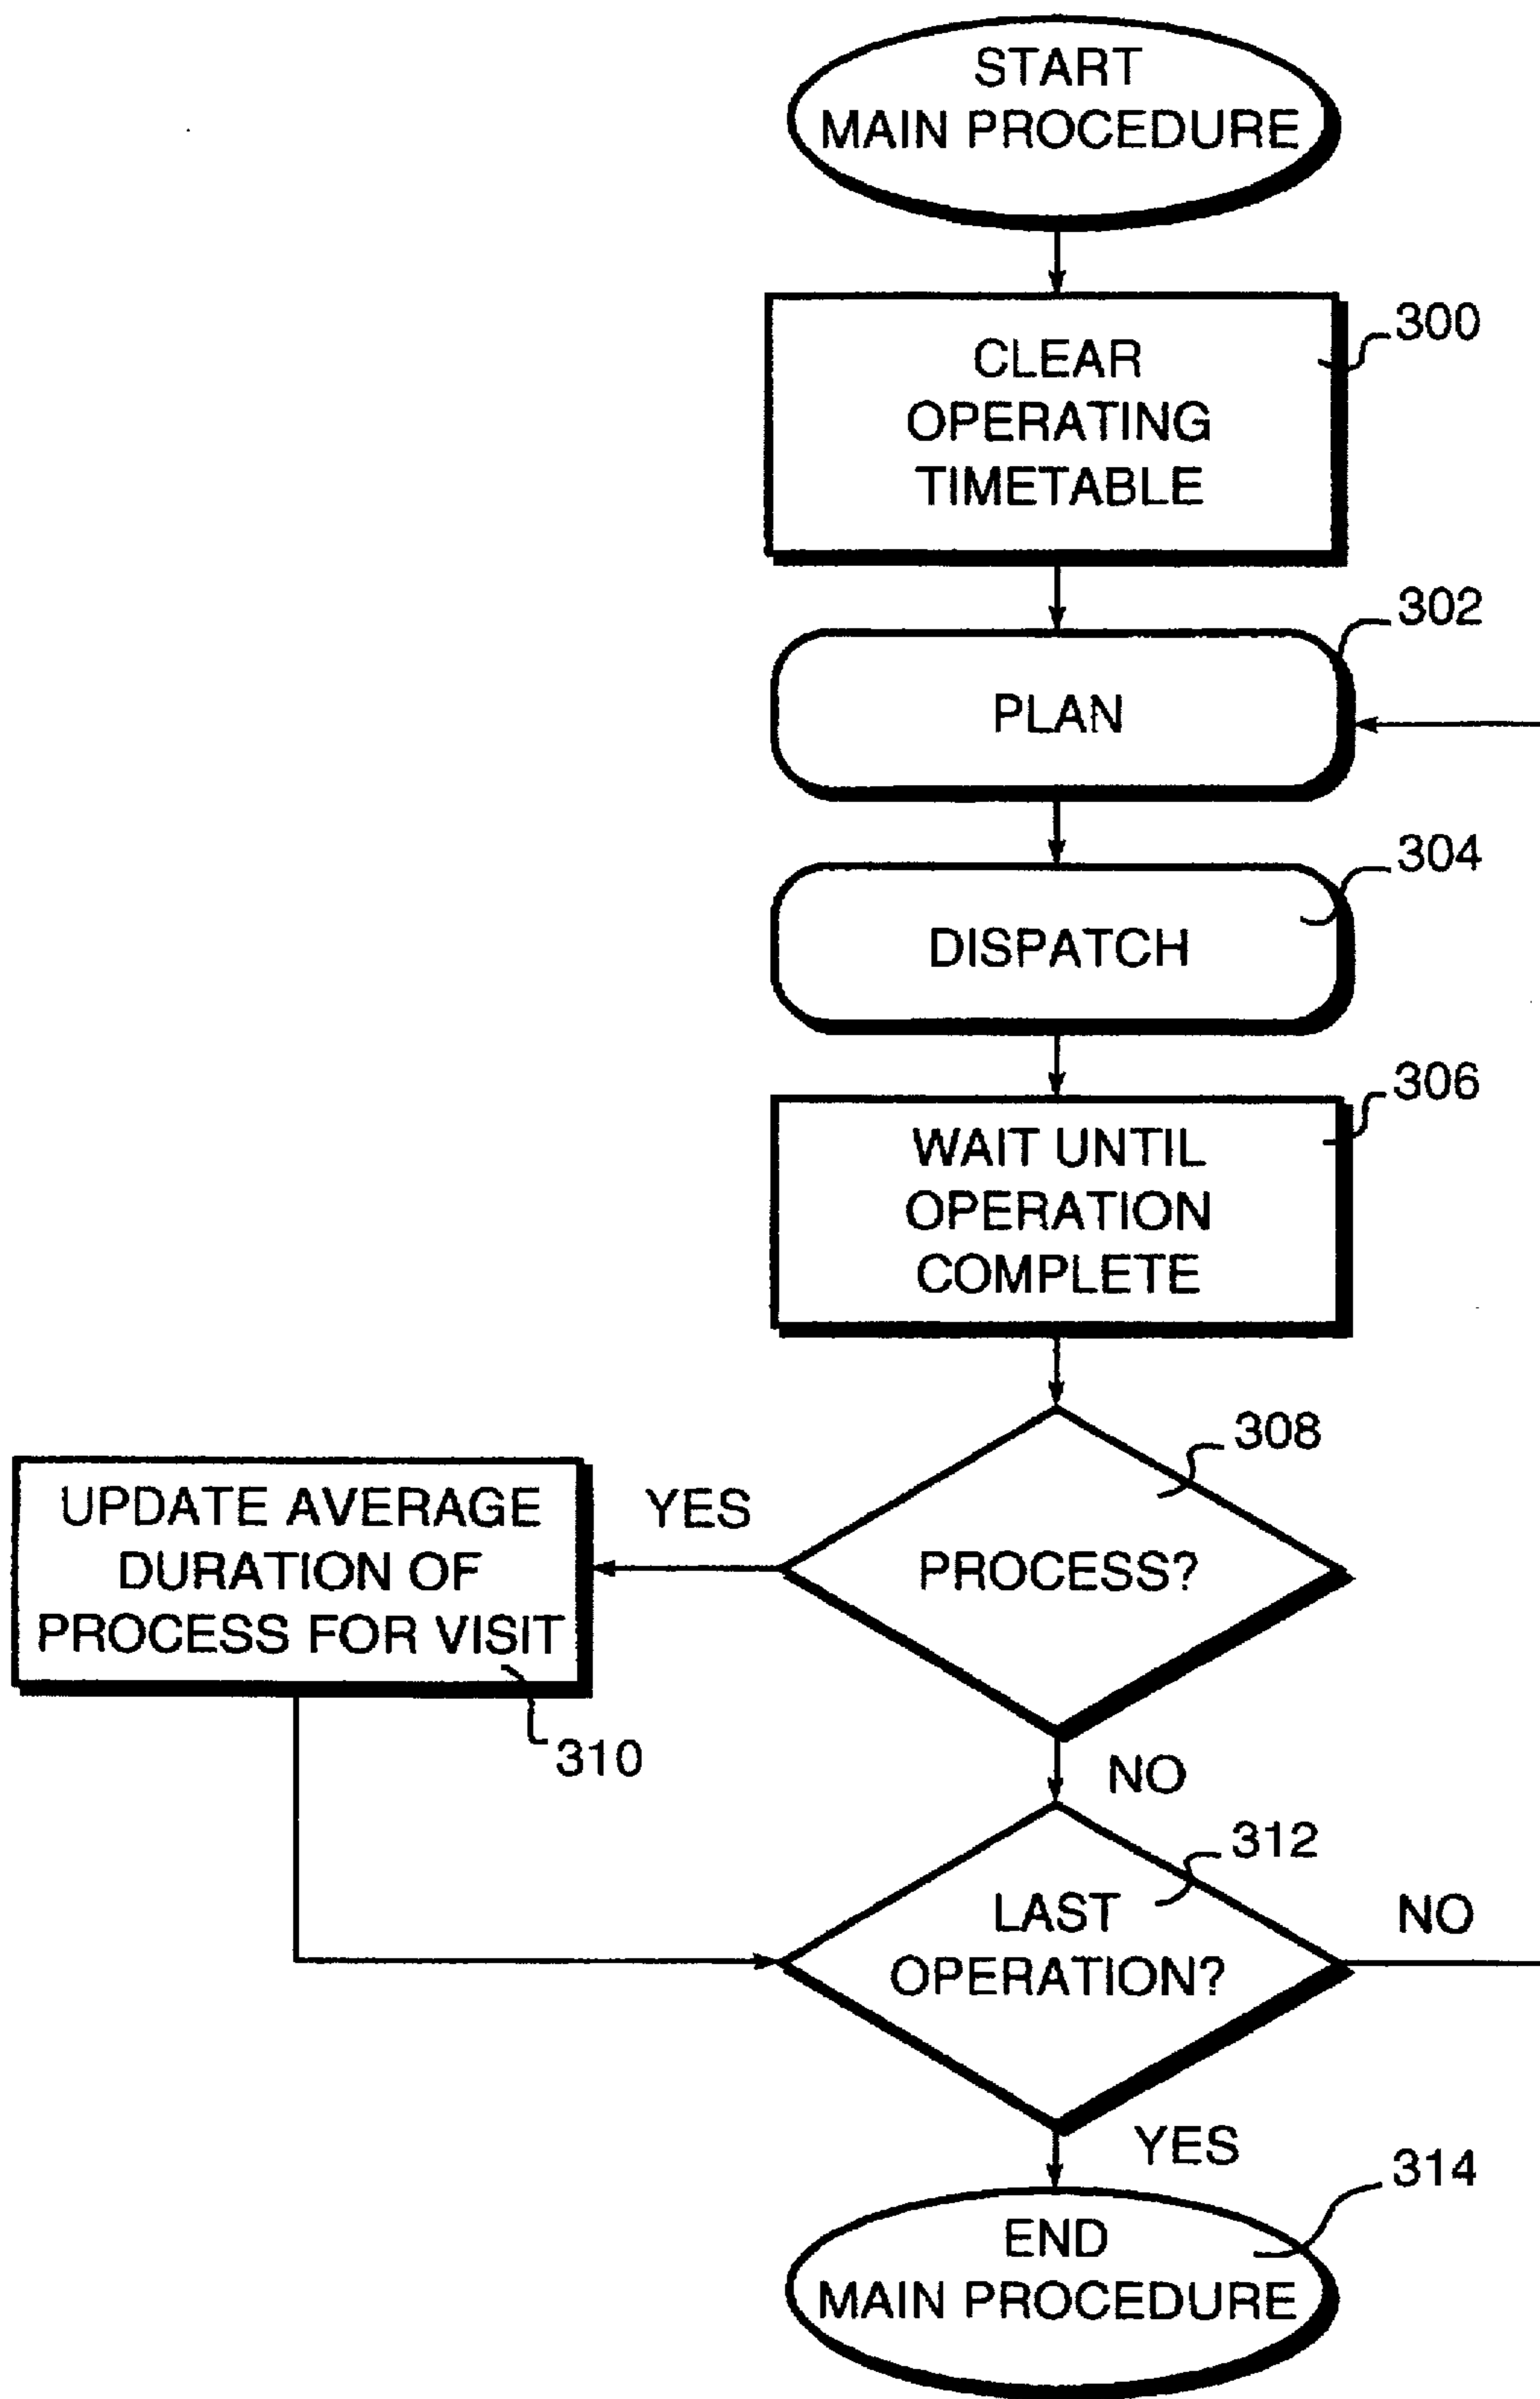 START
MAIN PROCEDURE
300
CLEAR
OPERATING
TIMETABLE
302
PLAN
304
DISPATCH
306
WAIT UNTIL
OPERATION
COMPLETE
308
PROCESS?
YES
UPDATE AVERAGE
DURATION OF
PROCESS FOR VISIT
310
NO
312
LAST
OPERATION?
NO
YES
314
END
MAIN PROCEDURE